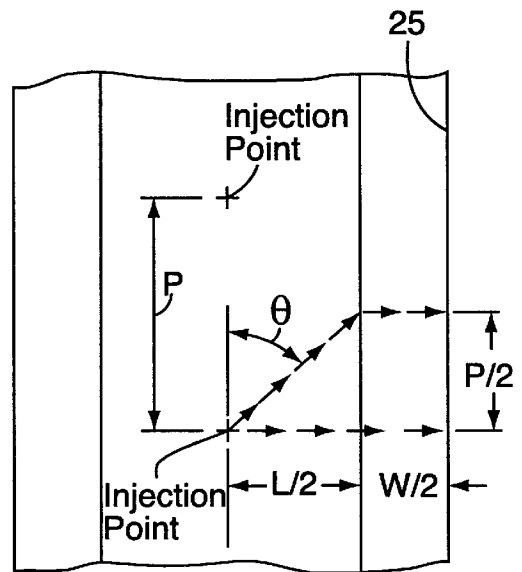 25
Injection
Point
P
θ
P/2
L/2
W/2
Injection
Point